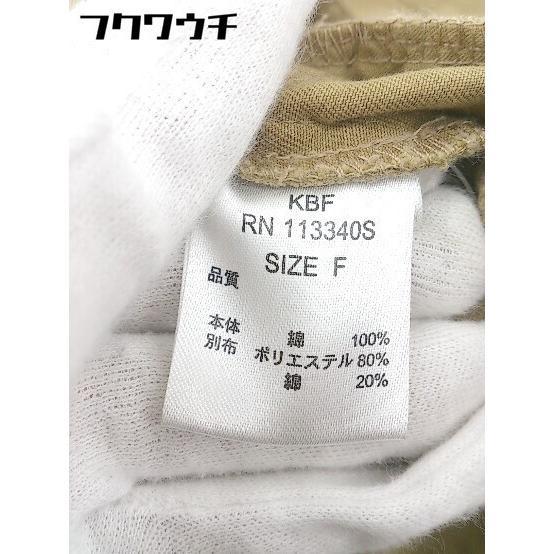 フクワウチ
KBF
RN 113340S
SIZE F
品質
本体 綿 100%
別布 ポリエステル 80%
綿 20%